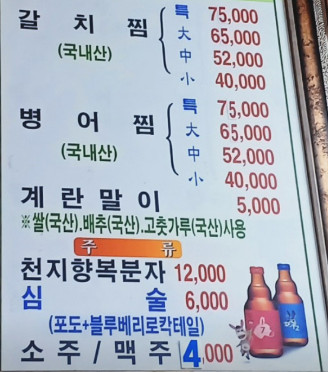 갈 치 찜 특 75,000
大 65,000
(국내산) 中 52,000
小 40,000
병 어 찜 특 75,000
大 65,000
(국내산) 中 52,000
小 40,000
계 란 말 이 5,000
※쌀(국산).배추(국산).고춧가루(국산)사용
주 류
천지향복분자 12,000
심 술 6,000
(포도+블루베리로칵테일)
소 주 / 맥 주 4,000
7